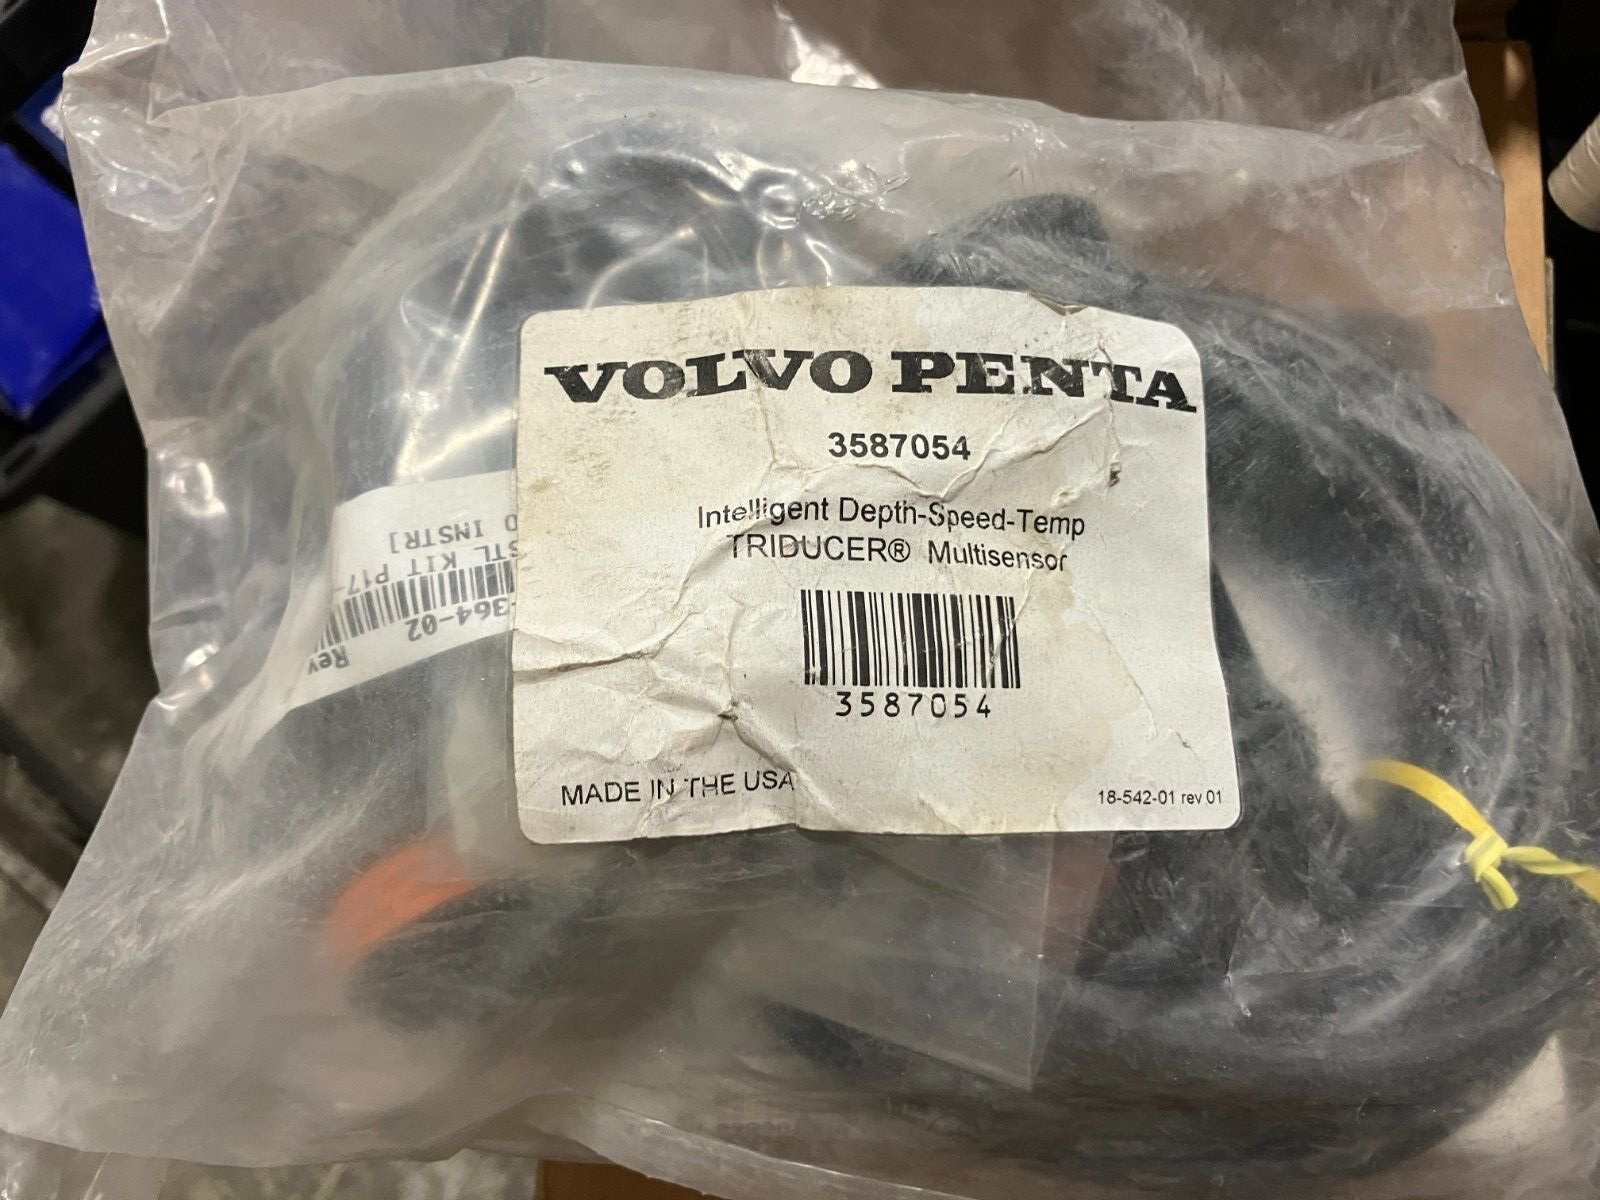 VOLVO PENTA
3587054
Intelligent Depth-Speed-Temp
TRIDUCER® Multisensor
3587054
MADE IN THE USA
18-542-01 rev 01
Rev
-364-02
STL KIT P17-
INSTR]